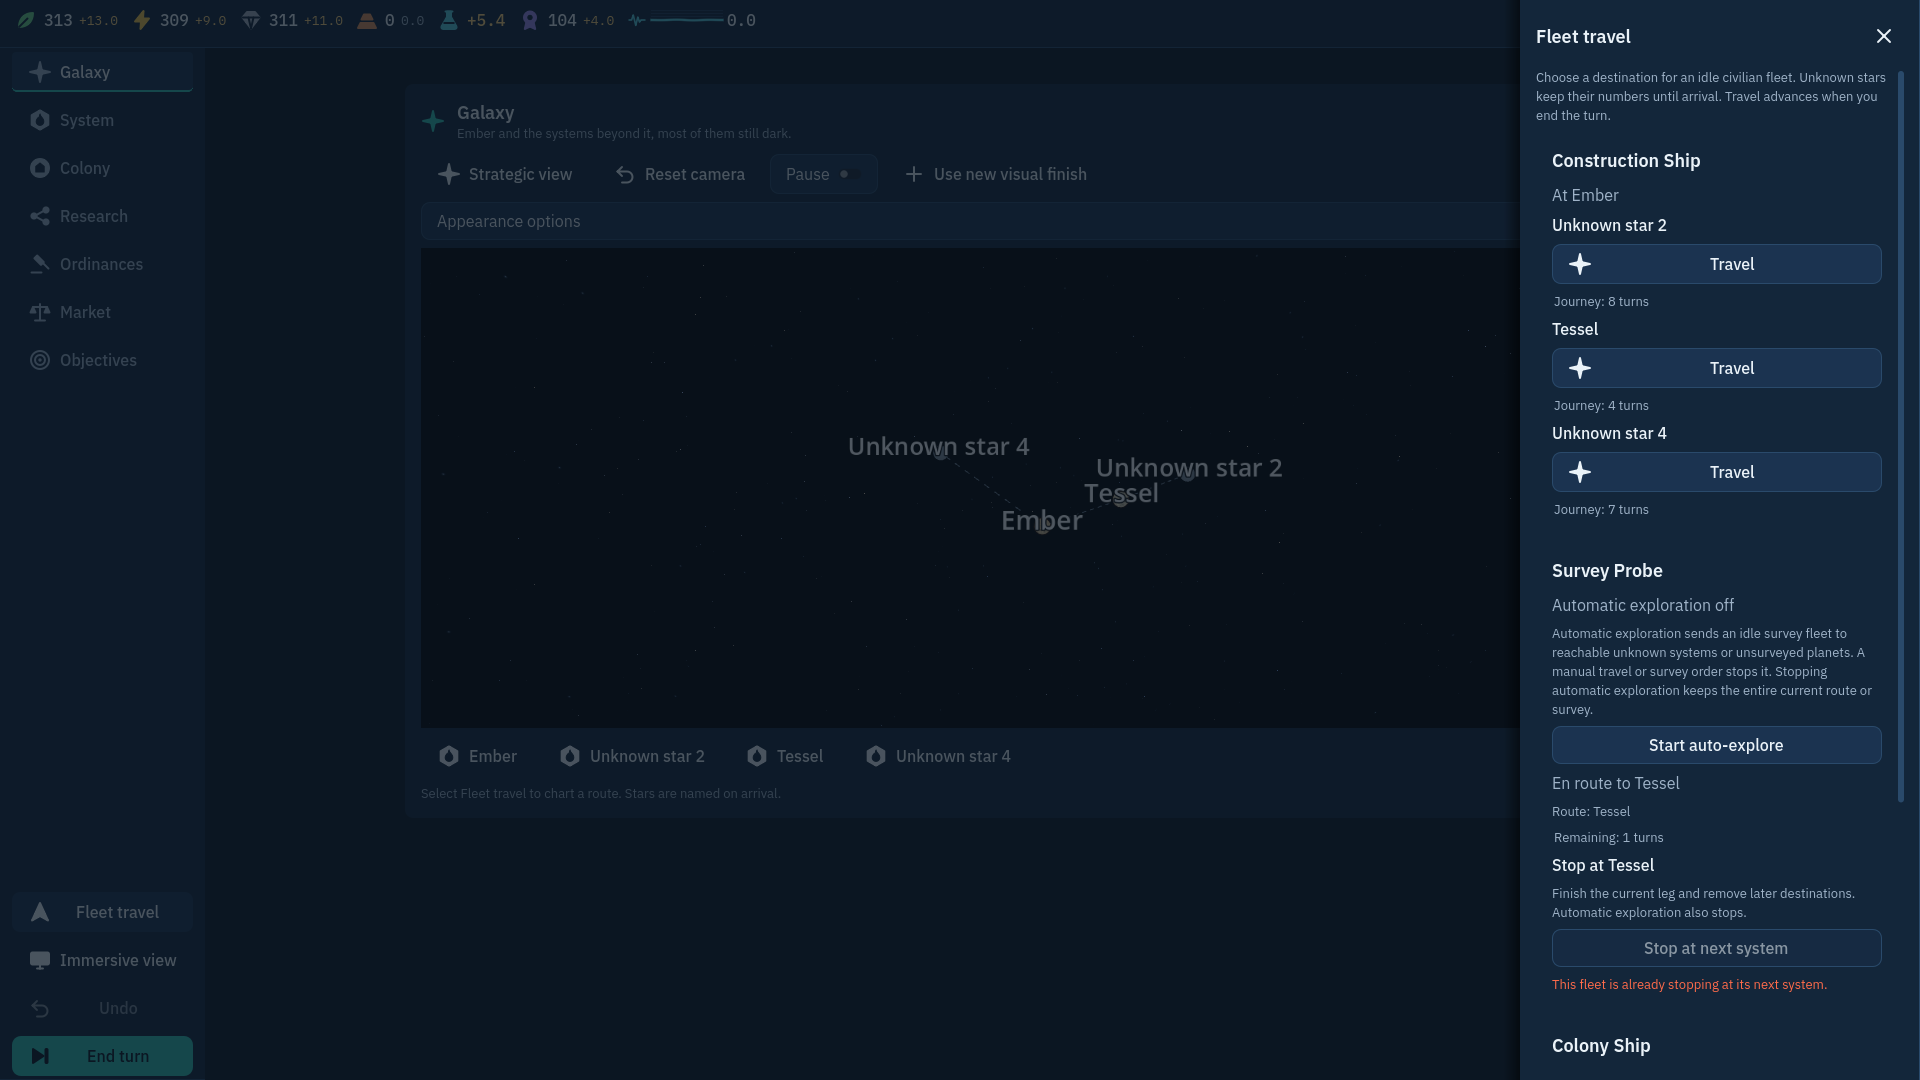 313 +13.0 309 +9.0 311 +11.0 0 0.0 +5.4 104 +4.0 0.0
Galaxy
System
Colony
Research
Ordinances
Market
Objectives
Fleet travel
Immersive view
Undo
End turn
Galaxy
Ember and the systems beyond it, most of them still dark.
Strategic view Reset camera Pause Use new visual finish
Appearance options
Unknown star 4
Unknown star 2
Tessel
Ember
Ember Unknown star 2 Tessel Unknown star 4
Select Fleet travel to chart a route. Stars are named on arrival.
Fleet travel
Choose a destination for an idle civilian fleet. Unknown stars
keep their numbers until arrival. Travel advances when you
end the turn.
Construction Ship
At Ember
Unknown star 2
Travel
Journey: 8 turns
Tessel
Travel
Journey: 4 turns
Unknown star 4
Travel
Journey: 7 turns
Survey Probe
Automatic exploration off
Automatic exploration sends an idle survey fleet to
reachable unknown systems or unsurveyed planets. A
manual travel or survey order stops it. Stopping
automatic exploration keeps the entire current route or
survey.
Start auto-explore
En route to Tessel
Route: Tessel
Remaining: 1 turns
Stop at Tessel
Finish the current leg and remove later destinations.
Automatic exploration also stops.
Stop at next system
This fleet is already stopping at its next system.
Colony Ship